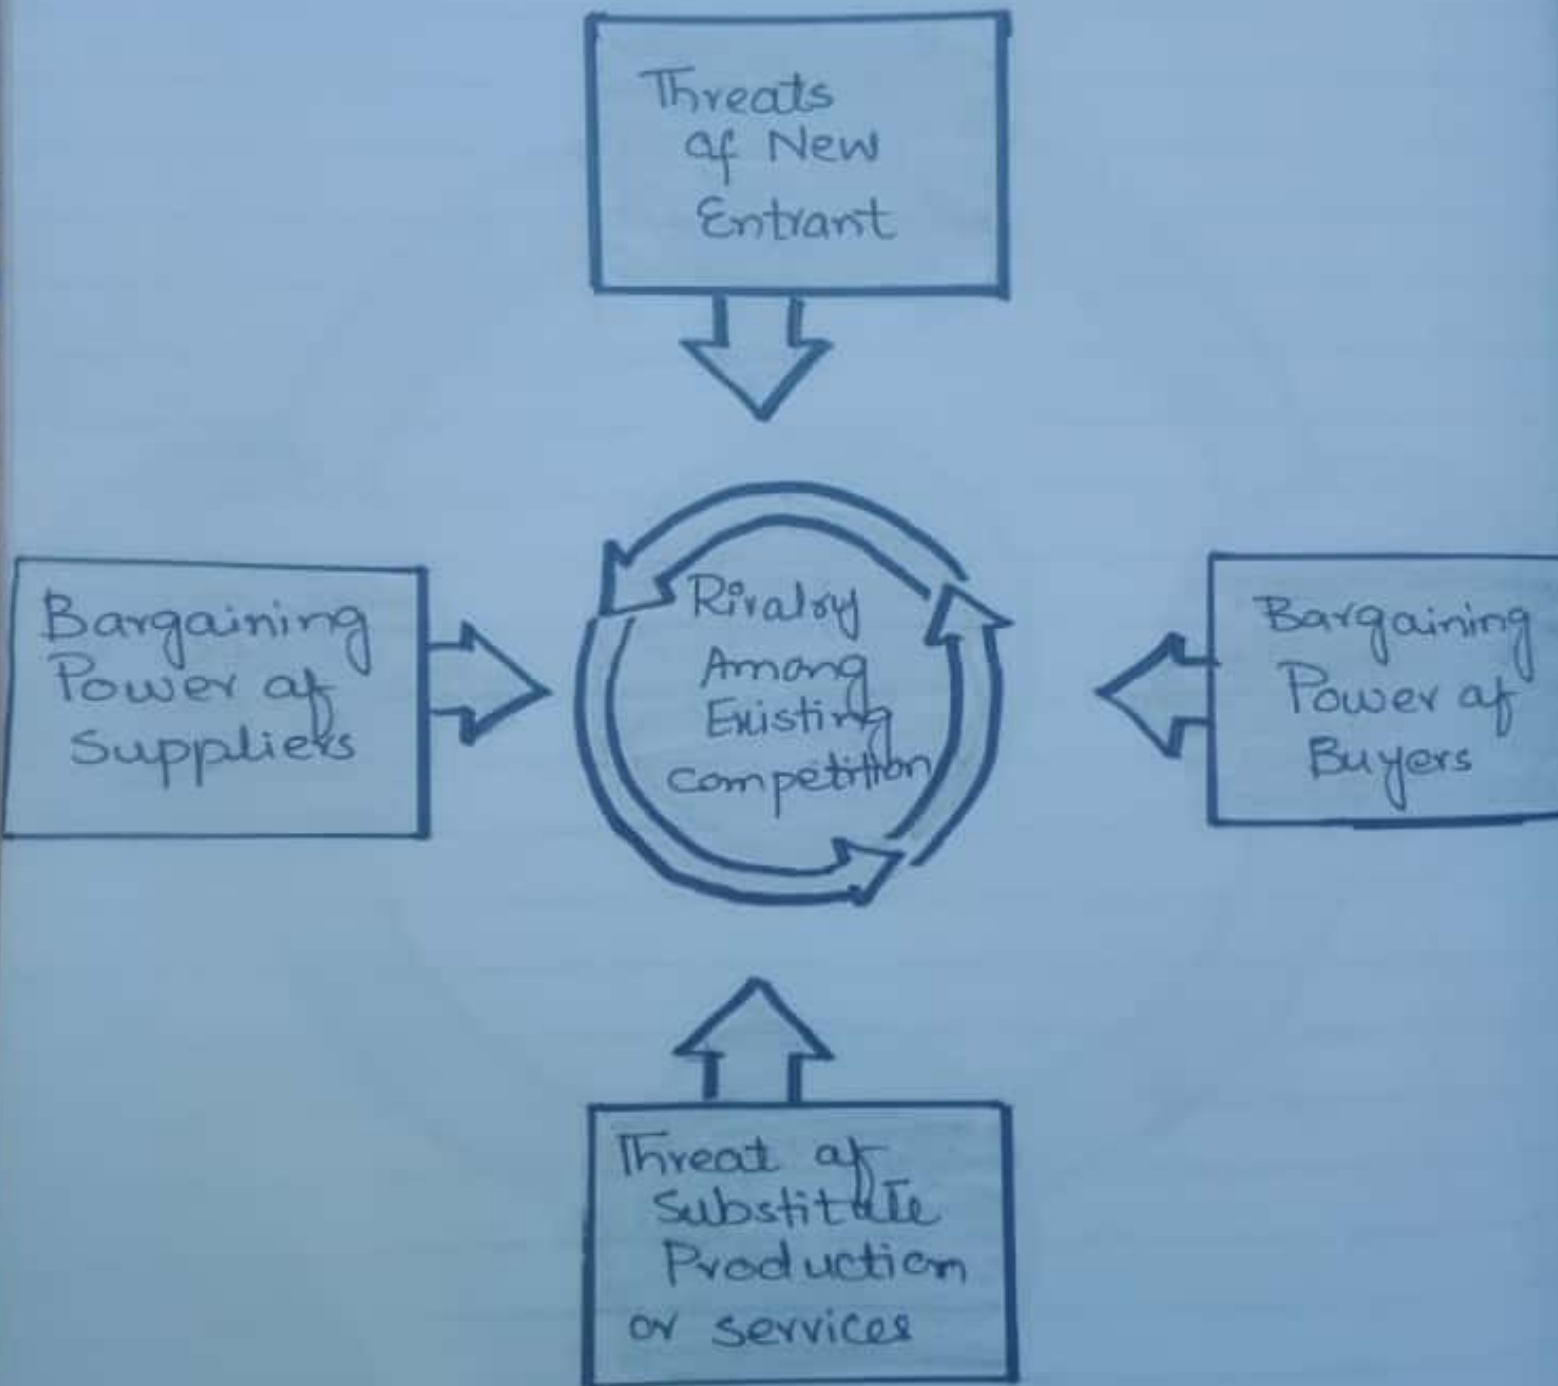 Threats
of New
Entrant
Bargaining
Power of
Suppliers
Rivalry
Among
Existing
Competition
Bargaining
Power of
Buyers
Threat of
Substitute
Production
or services